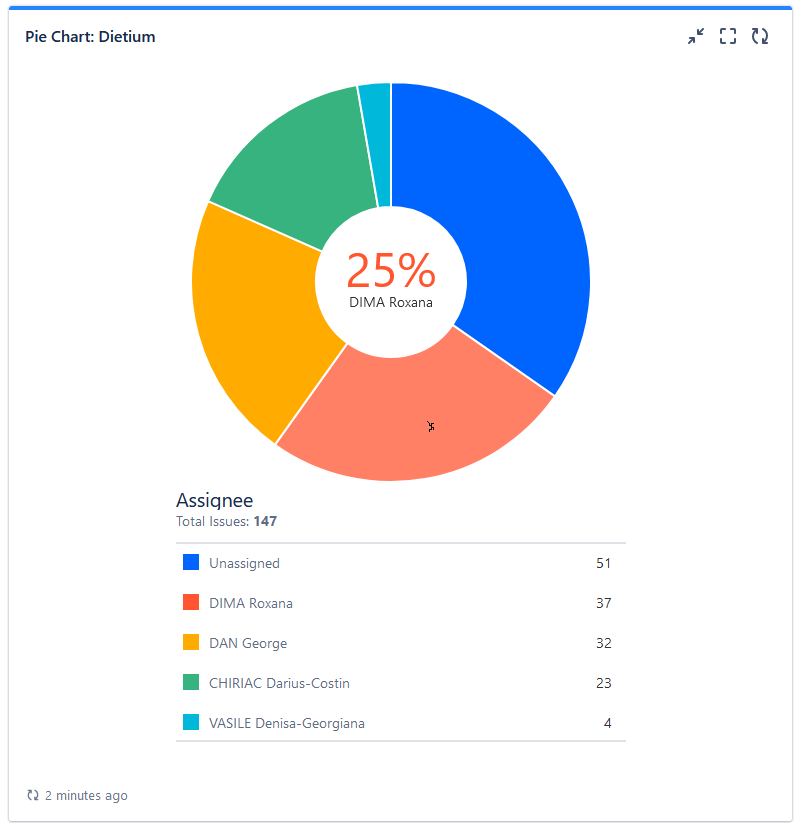 Pie Chart: Dietium
25%
DIMA Roxana
Assignee
Total Issues: 147
Unassigned 51
DIMA Roxana 37
DAN George 32
CHIRIAC Darius-Costin 23
VASILE Denisa-Georgiana 4
2 minutes ago